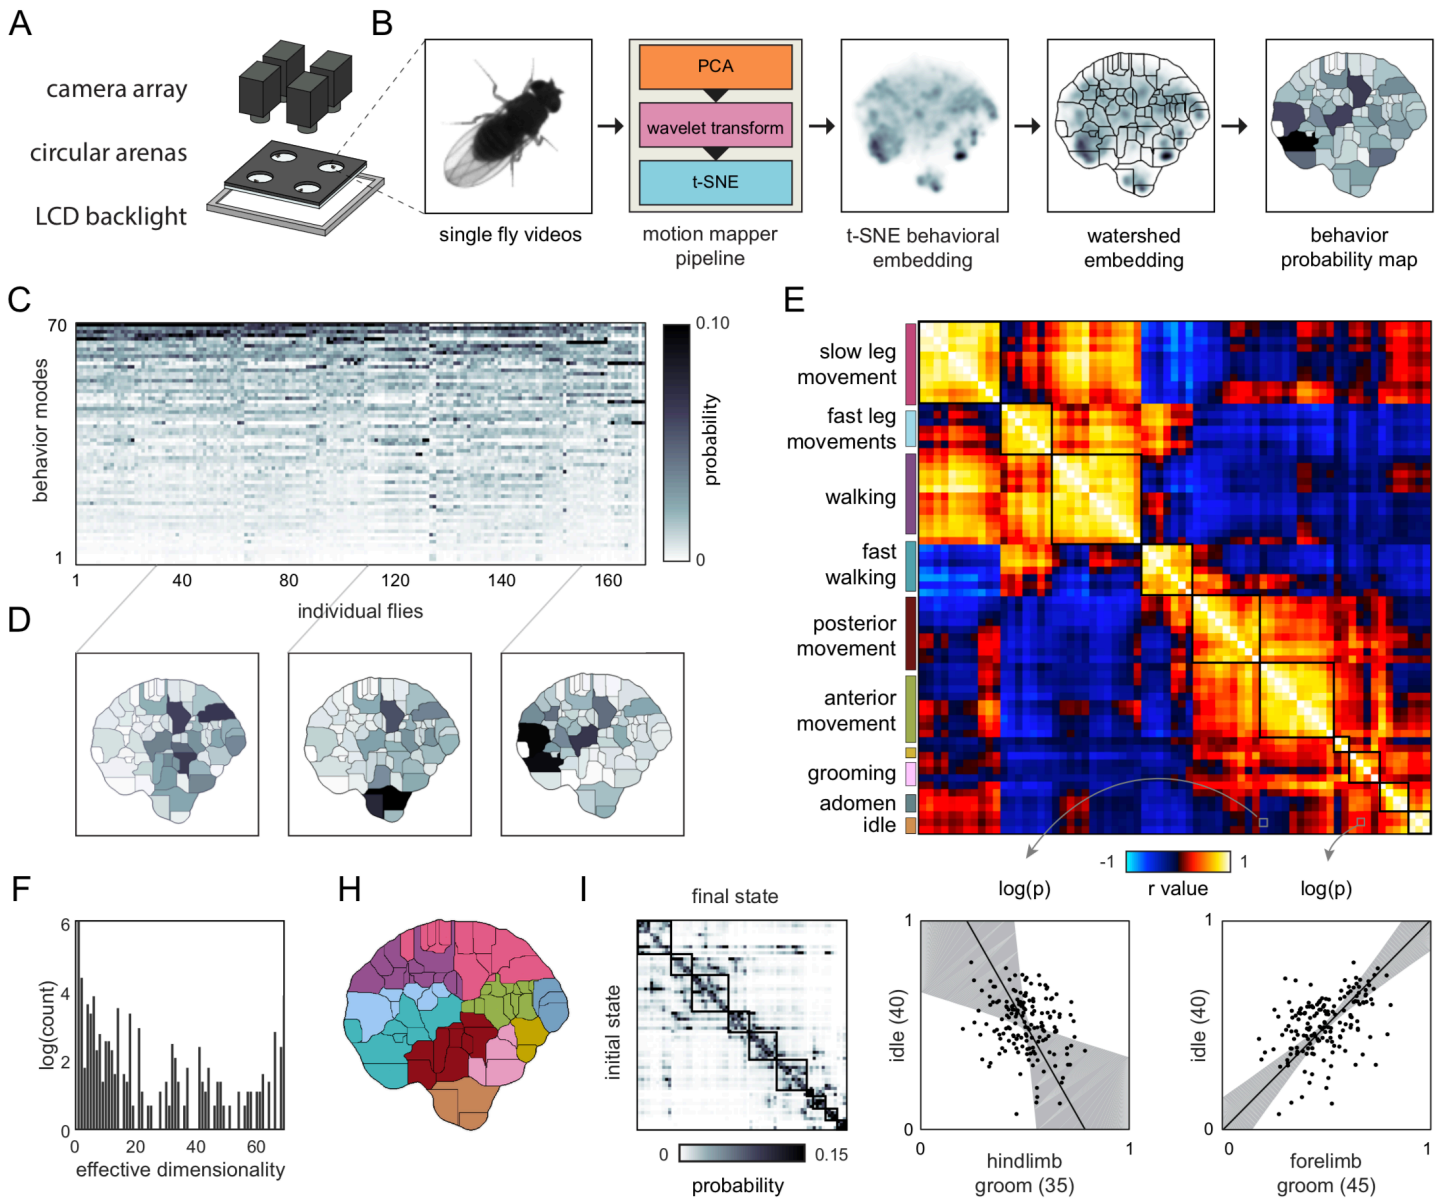 A
camera array
circular arenas
LCD backlight
B
single fly videos
PCA
wavelet transform
t-SNE
motion mapper
pipeline
t-SNE behavioral
embedding
watershed
embedding
behavior
probability map
C
70
behavior modes
1
1
40
80
120
140
160
individual flies
0.10
probability
0
D
E
slow leg
movement
fast leg
movements
walking
fast
walking
posterior
movement
anterior
movement
grooming
adomen
idle
-1
1
r value
log(p)
log(p)
F
6
4
2
0
log(count)
0
20
40
60
effective dimensionality
H
I
final state
initial state
0
0.15
probability
1
idle (40)
0
0
1
hindlimb
groom (35)
1
idle (40)
0
0
1
forelimb
groom (45)